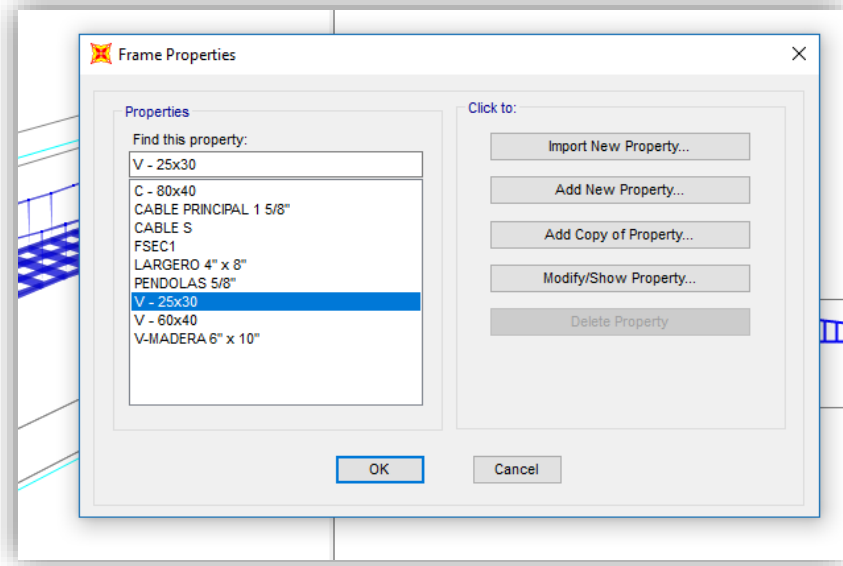 Frame Properties
Properties
Find this property:
V - 25x30
C - 80x40
CABLE PRINCIPAL 1 5/8"
CABLE S
FSEC1
LARGERO 4" x 8"
PENDOLAS 5/8"
V - 25x30
V - 60x40
V-MADERA 6" x 10"
Click to:
Import New Property...
Add New Property...
Add Copy of Property...
Modify/Show Property...
Delete Property
OK
Cancel